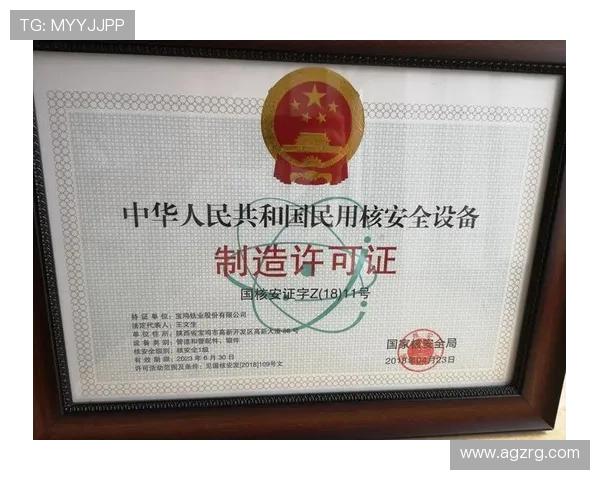 TG: MYYJJPP
中华人民共和国民用核安全设备
制造许可证
国核安证字Z(18)11号
持 证 单 位：宝鸡钛业股份有限公司
法定代表人：王文生
单 位 住 所：陕西省宝鸡市高新开发区高新大道88号
设 备 类 别：管道和管配件、锻件
核安全级别：核安全1级
有 效 期 限：2023 年 6 月 30 日
许可活动范围及条件：见国核安发[2018]109号文
国家核安全局
2018年04月23日
www.agzrg.com